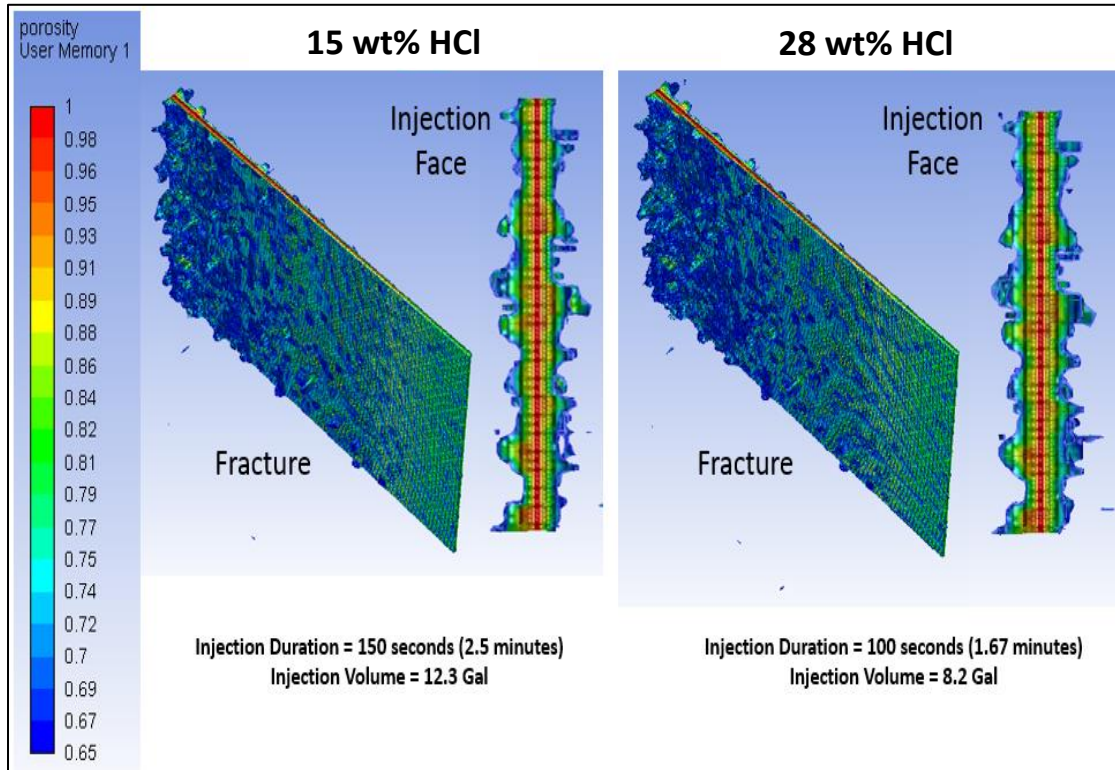 porosity
User Memory 1
15 wt% HCl
28 wt% HCl
1
0.98
0.96
0.95
0.93
0.91
0.89
0.88
0.86
0.84
0.82
0.81
0.79
0.77
0.75
0.74
0.72
0.7
0.69
0.67
0.65
Injection
Face
Fracture
Injection
Face
Fracture
Injection Duration = 150 seconds (2.5 minutes)
Injection Volume = 12.3 Gal
Injection Duration = 100 seconds (1.67 minutes)
Injection Volume = 8.2 Gal